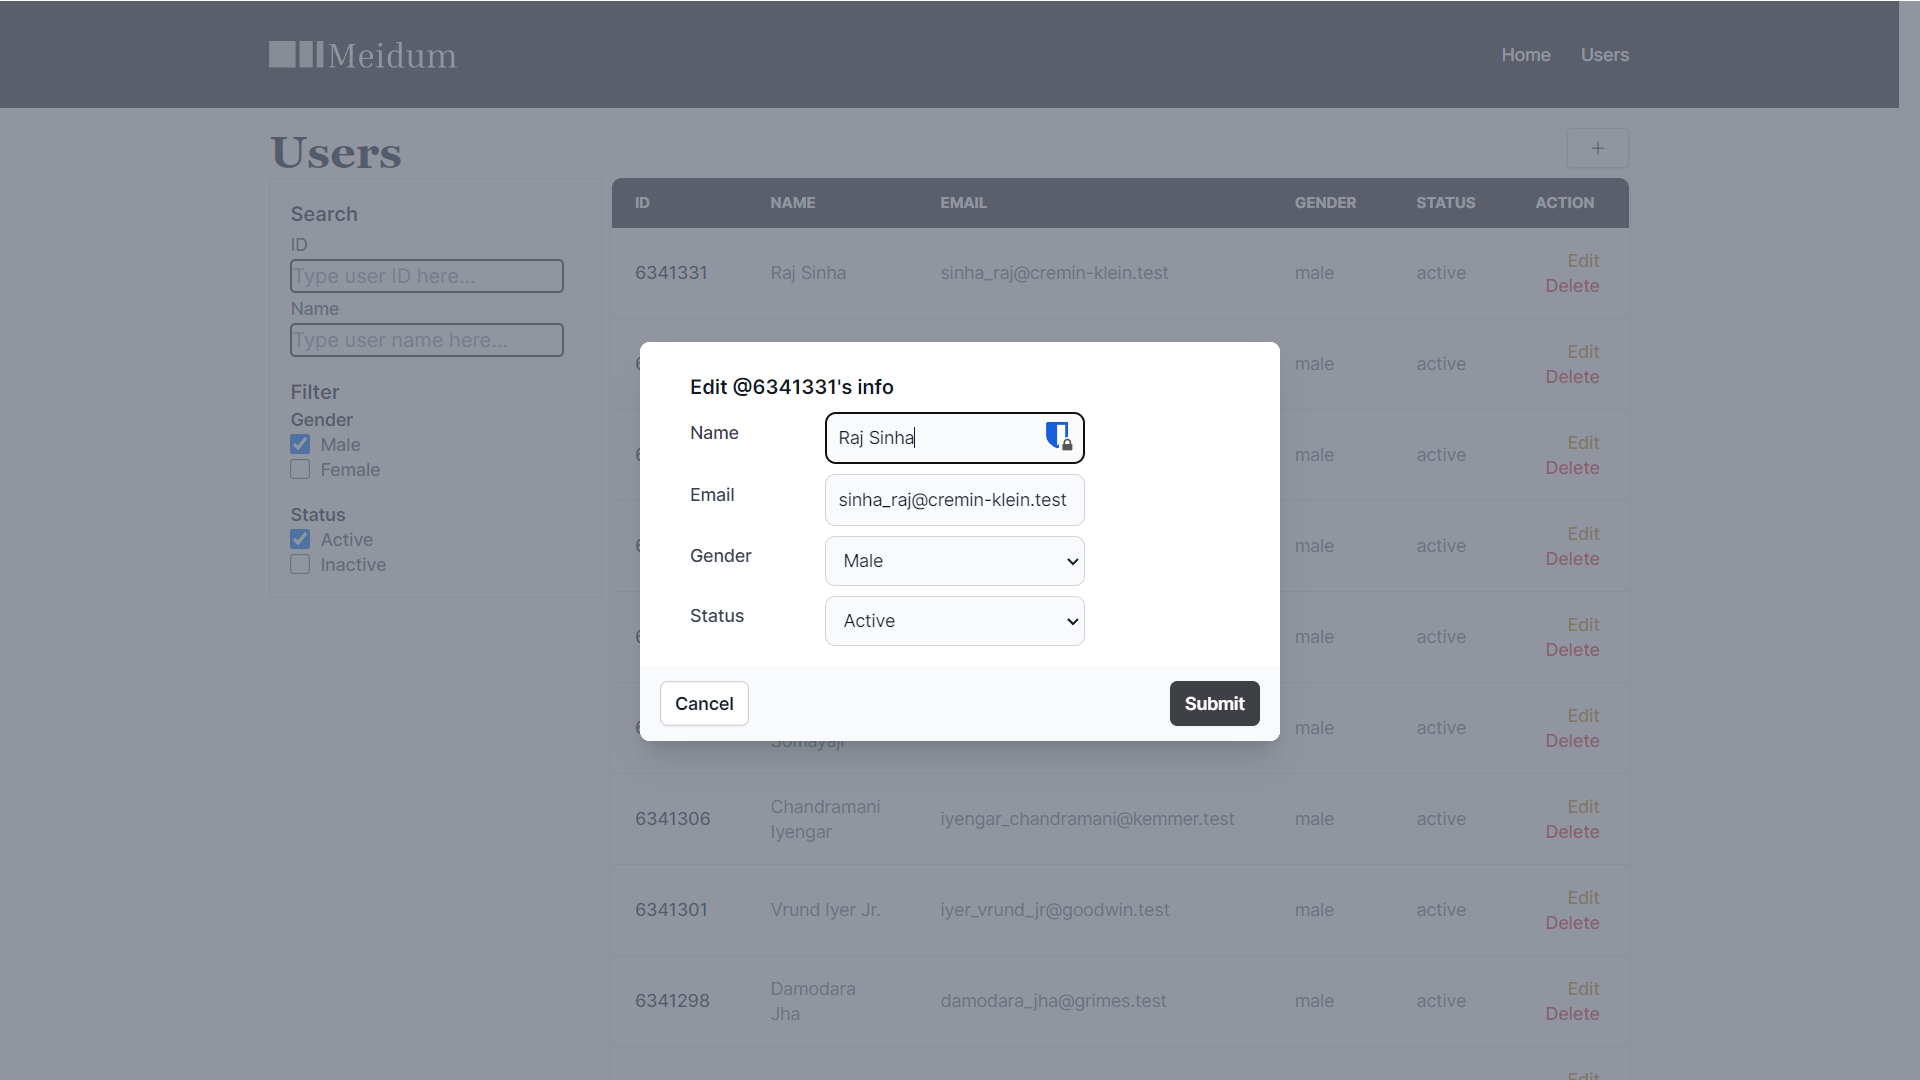 Meidum
Home Users
Users
+
Search
ID
Type user ID here...
Name
Type user name here...
Filter
Gender
Male
Female
Status
Active
Inactive
ID NAME EMAIL GENDER STATUS ACTION
6341331 Raj Sinha sinha_raj@cremin-klein.test male active Edit
Delete
male active Edit
Delete
male active Edit
Delete
male active Edit
Delete
male active Edit
Delete
male active Edit
Delete
Somayaji
6341306 Chandramani
Iyengar iyengar_chandramani@kemmer.test male active Edit
Delete
6341301 Vrund Iyer Jr. iyer_vrund_jr@goodwin.test male active Edit
Delete
6341298 Damodara
Jha damodara_jha@grimes.test male active Edit
Delete
Edit
Edit @6341331's info
Name Raj Sinha
Email sinha_raj@cremin-klein.test
Gender Male
Status Active
Cancel Submit